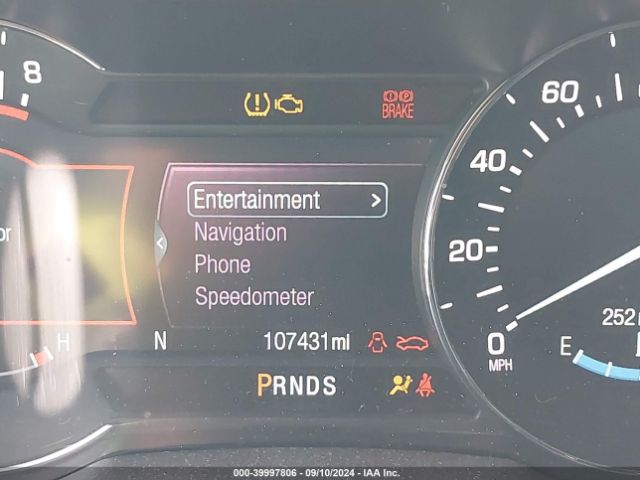 8
60
BRAKE
40
or
Entertainment >
Navigation
Phone
Speedometer
20
252
H
N
107431mi
0
E
MPH
PRNDS
000-39997806 - 09/10/2024 - IAA Inc.